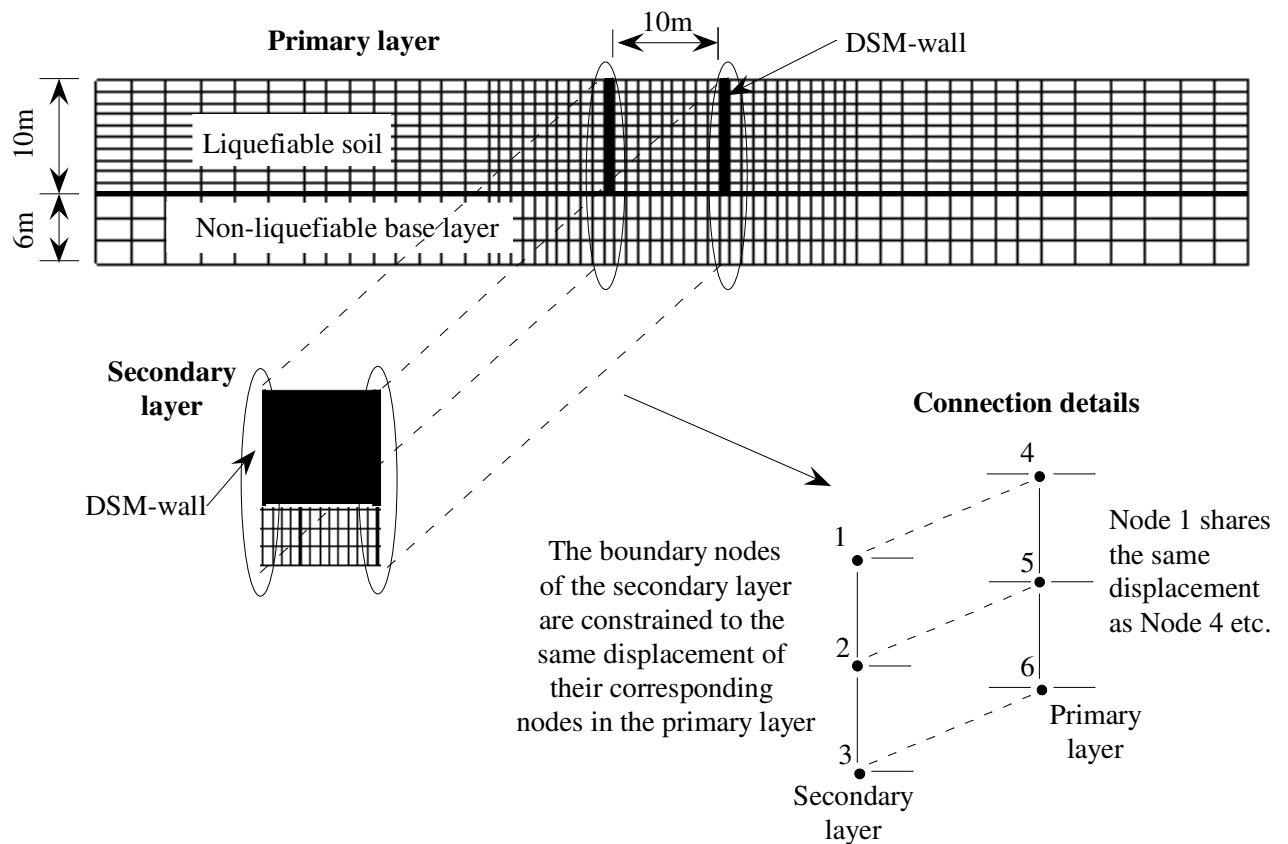 10m
Primary layer
DSM-wall
10m
Liquefiable soil
6m
Non-liquefiable base layer
Secondary
layer
DSM-wall
Connection details
The boundary nodes
of the secondary layer
are constrained to the
same displacement of
their corresponding
nodes in the primary layer
1
2
3
Secondary
layer
4
5
6
Primary
layer
Node 1 shares
the same
displacement
as Node 4 etc.